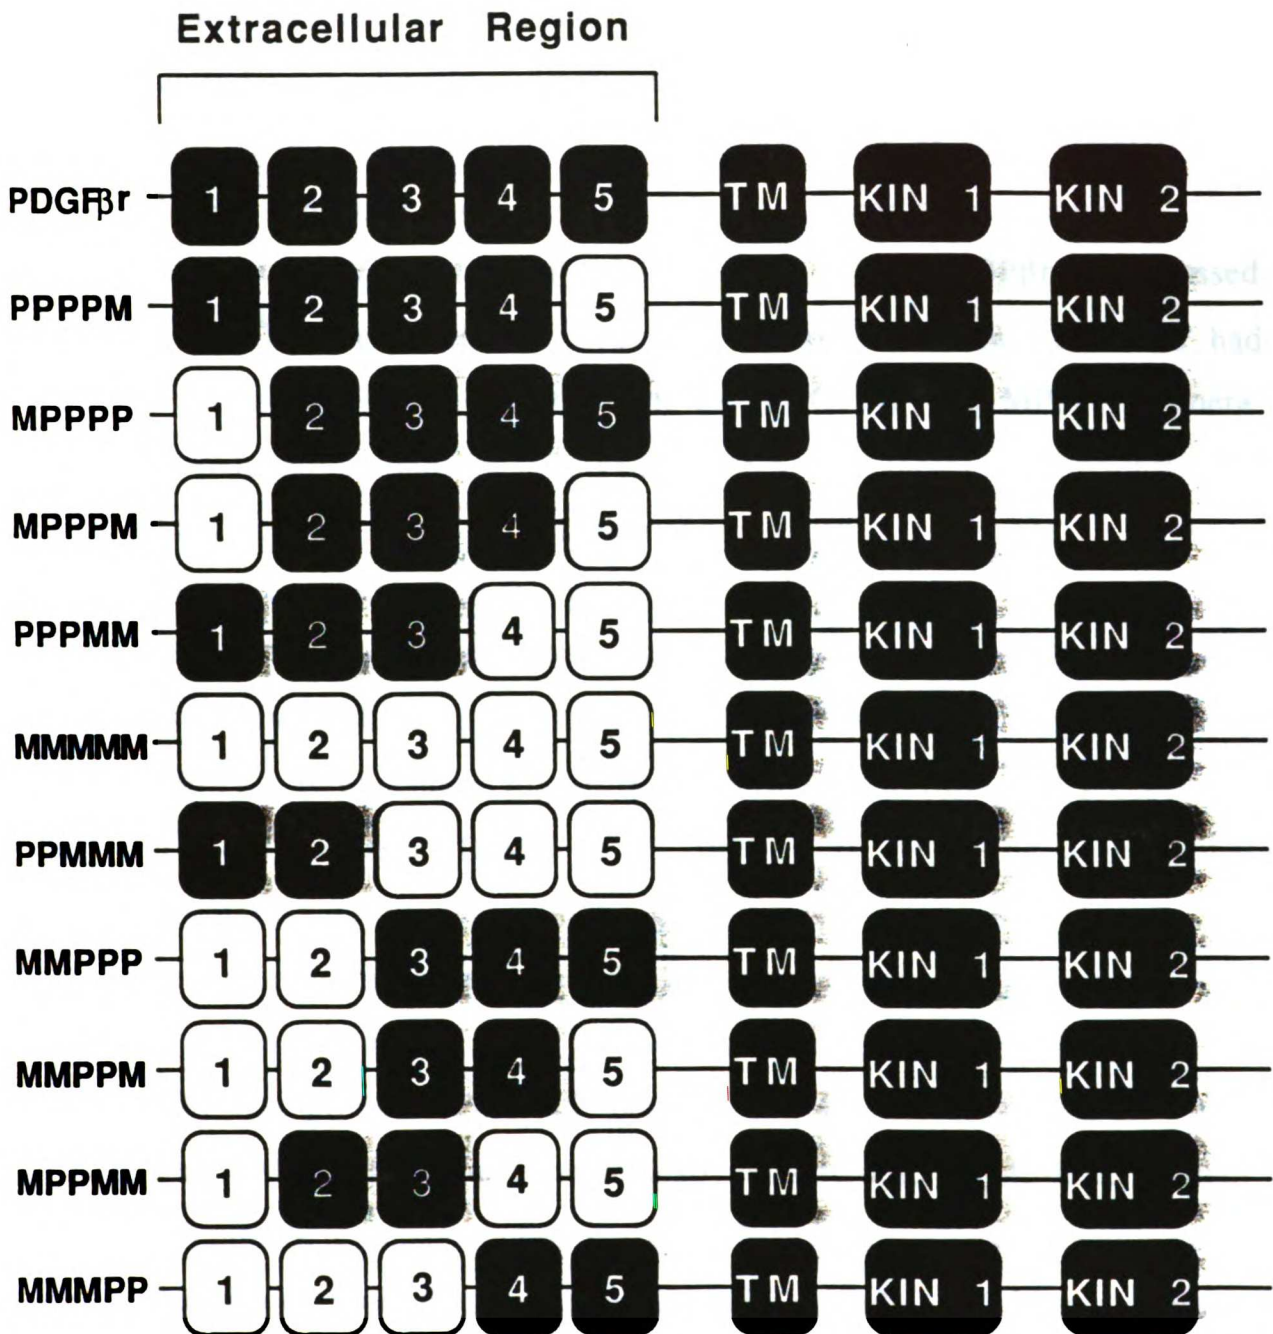 Extracellular Region
PDGFβr 1 2 3 4 5 TM KIN 1 KIN 2
PPPPM 1 2 3 4 5 TM KIN 1 KIN 2
MPPPP 1 2 3 4 5 TM KIN 1 KIN 2
MPPPM 1 2 3 4 5 TM KIN 1 KIN 2
PPPMM 1 2 3 4 5 TM KIN 1 KIN 2
MMMMM 1 2 3 4 5 TM KIN 1 KIN 2
PPMMM 1 2 3 4 5 TM KIN 1 KIN 2
MMPPP 1 2 3 4 5 TM KIN 1 KIN 2
MMPPM 1 2 3 4 5 TM KIN 1 KIN 2
MPPMM 1 2 3 4 5 TM KIN 1 KIN 2
MMMPP 1 2 3 4 5 TM KIN 1 KIN 2